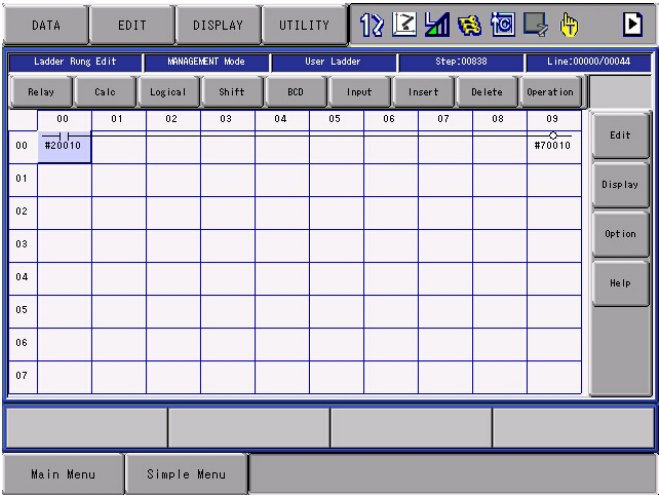 DATA EDIT DISPLAY UTILITY
Ladder Rung Edit MANAGEMENT Mode User Ladder Step:00838 Line:0000/00044
Relay Calc Logical Shift BCD Input Insert Delete Operation
00 01 02 03 04 05 06 07 08 09
Edit
00 #20010 #70010
01
Display
02
03
Option
04
Help
05
06
07
Main Menu Simple Menu